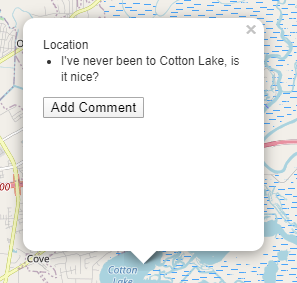 Location
• I've never been to Cotton Lake, is
it nice?
Add Comment
Cove
Cotton
Lake